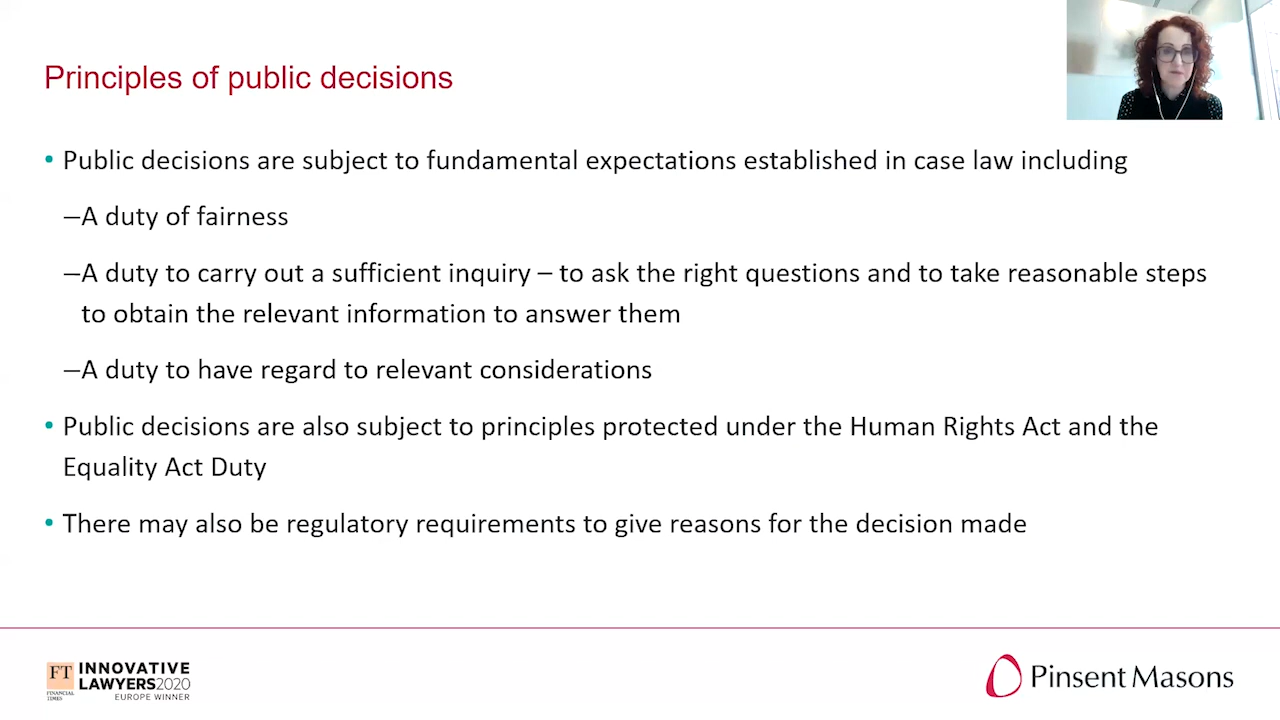 Principles of public decisions
• Public decisions are subject to fundamental expectations established in case law including
–A duty of fairness
–A duty to carry out a sufficient inquiry – to ask the right questions and to take reasonable steps
to obtain the relevant information to answer them
–A duty to have regard to relevant considerations
• Public decisions are also subject to principles protected under the Human Rights Act and the
Equality Act Duty
• There may also be regulatory requirements to give reasons for the decision made
FT
FINANCIAL
TIMES
INNOVATIVE
LAWYERS2020
EUROPE WINNER
Pinsent Masons